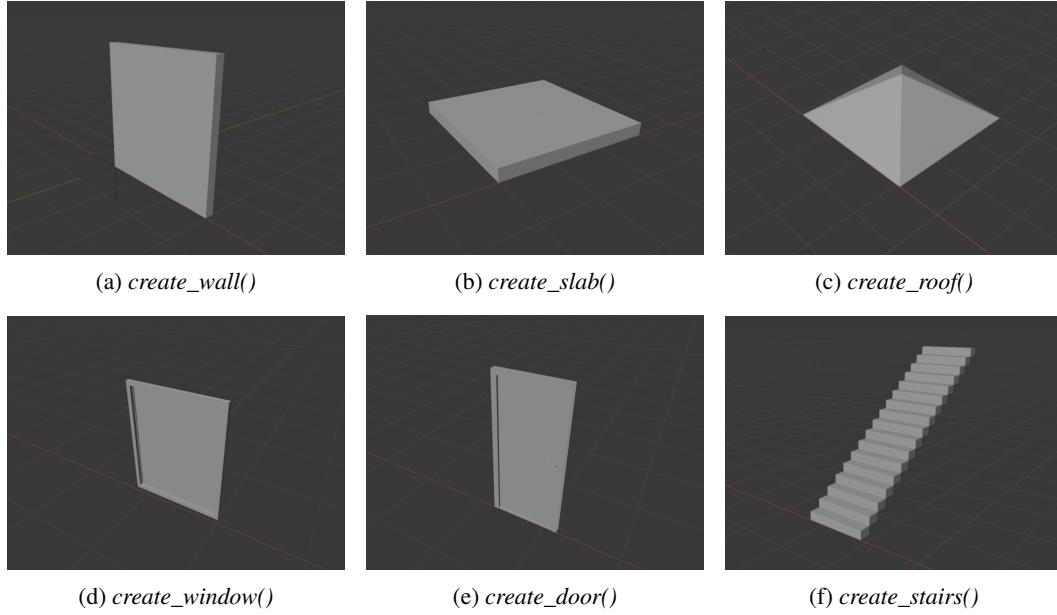 (a) create_wall()
(b) create_slab()
(c) create_roof()
(d) create_window()
(e) create_door()
(f) create_stairs()